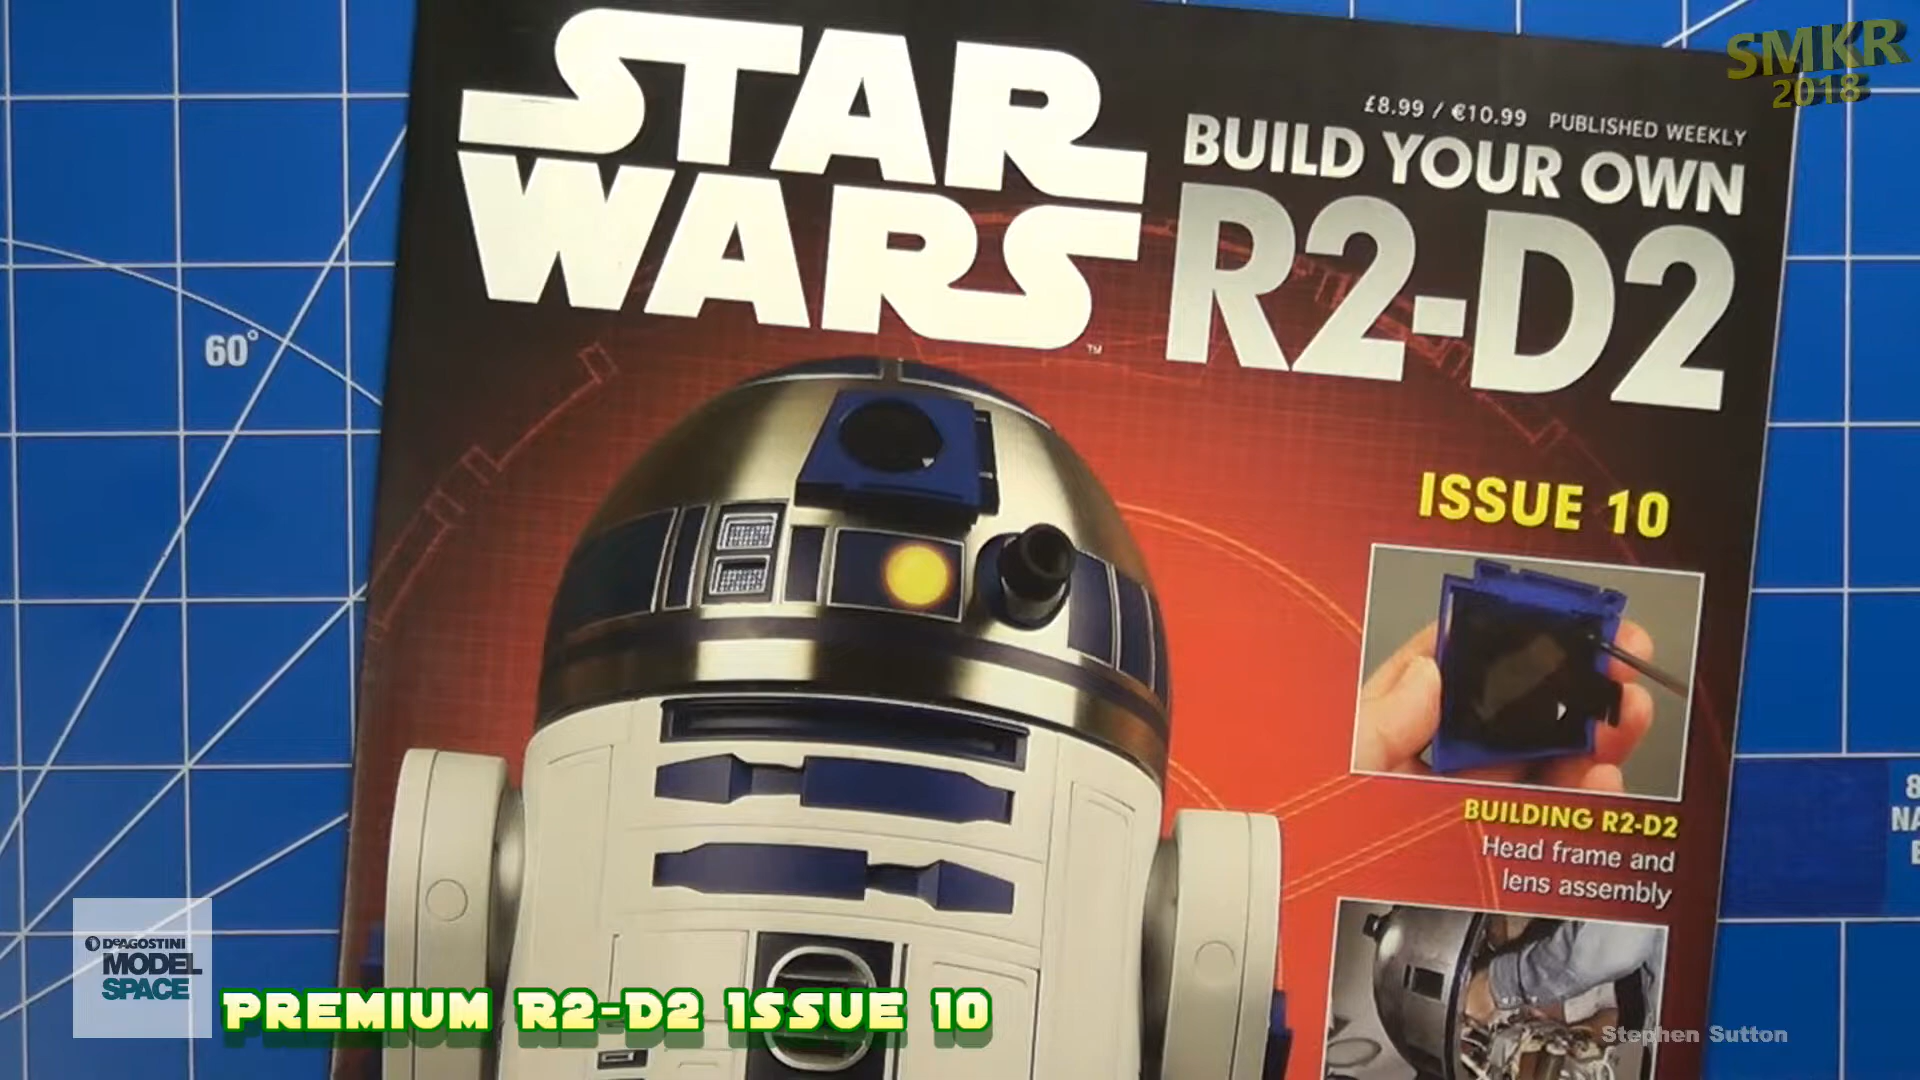 STAR
WARS
TM
£8.99 / €10.99 PUBLISHED WEEKLY
BUILD YOUR OWN
R2-D2
ISSUE 10
BUILDING R2-D2
Head frame and
lens assembly
60°
SMKR
2018
DeAGOSTINI
MODEL
SPACE
PREMIUM R2-D2 ISSUE 10
Stephen Sutton